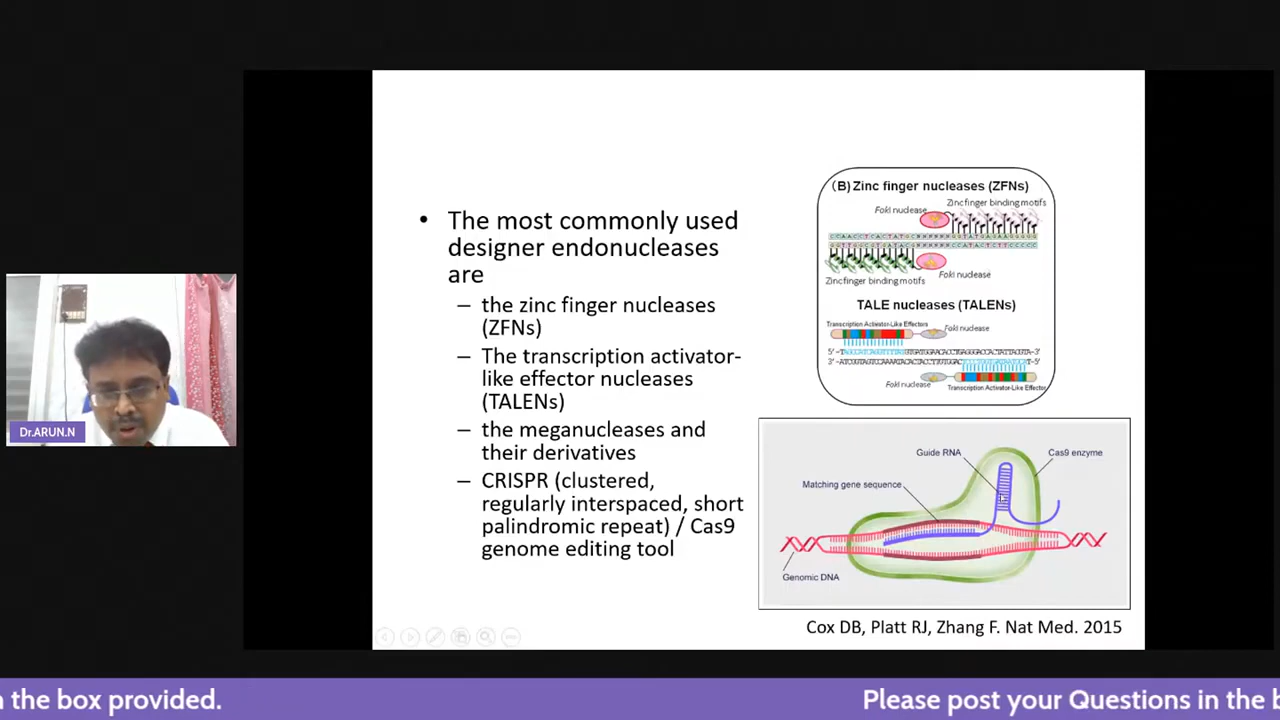 • The most commonly used
designer endonucleases
are
– the zinc finger nucleases
(ZFNs)
– The transcription activator-
like effector nucleases
(TALENs)
– the meganucleases and
their derivatives
– CRISPR (clustered,
regularly interspaced, short
palindromic repeat) / Cas9
genome editing tool
(B) Zinc finger nucleases (ZFNs)
FokI nuclease
Zinc finger binding motifs
Zinc finger binding motifs
FokI nuclease
TALE nucleases (TALENs)
Transcription Activator-Like Effectors
FokI nuclease
FokI nuclease
Transcription Activator-Like Effector
Guide RNA
Cas9 enzyme
Matching gene sequence
Genomic DNA
Cox DB, Platt RJ, Zhang F. Nat Med. 2015
Dr.ARUN.N
n the box provided.
Please post your Questions in the b